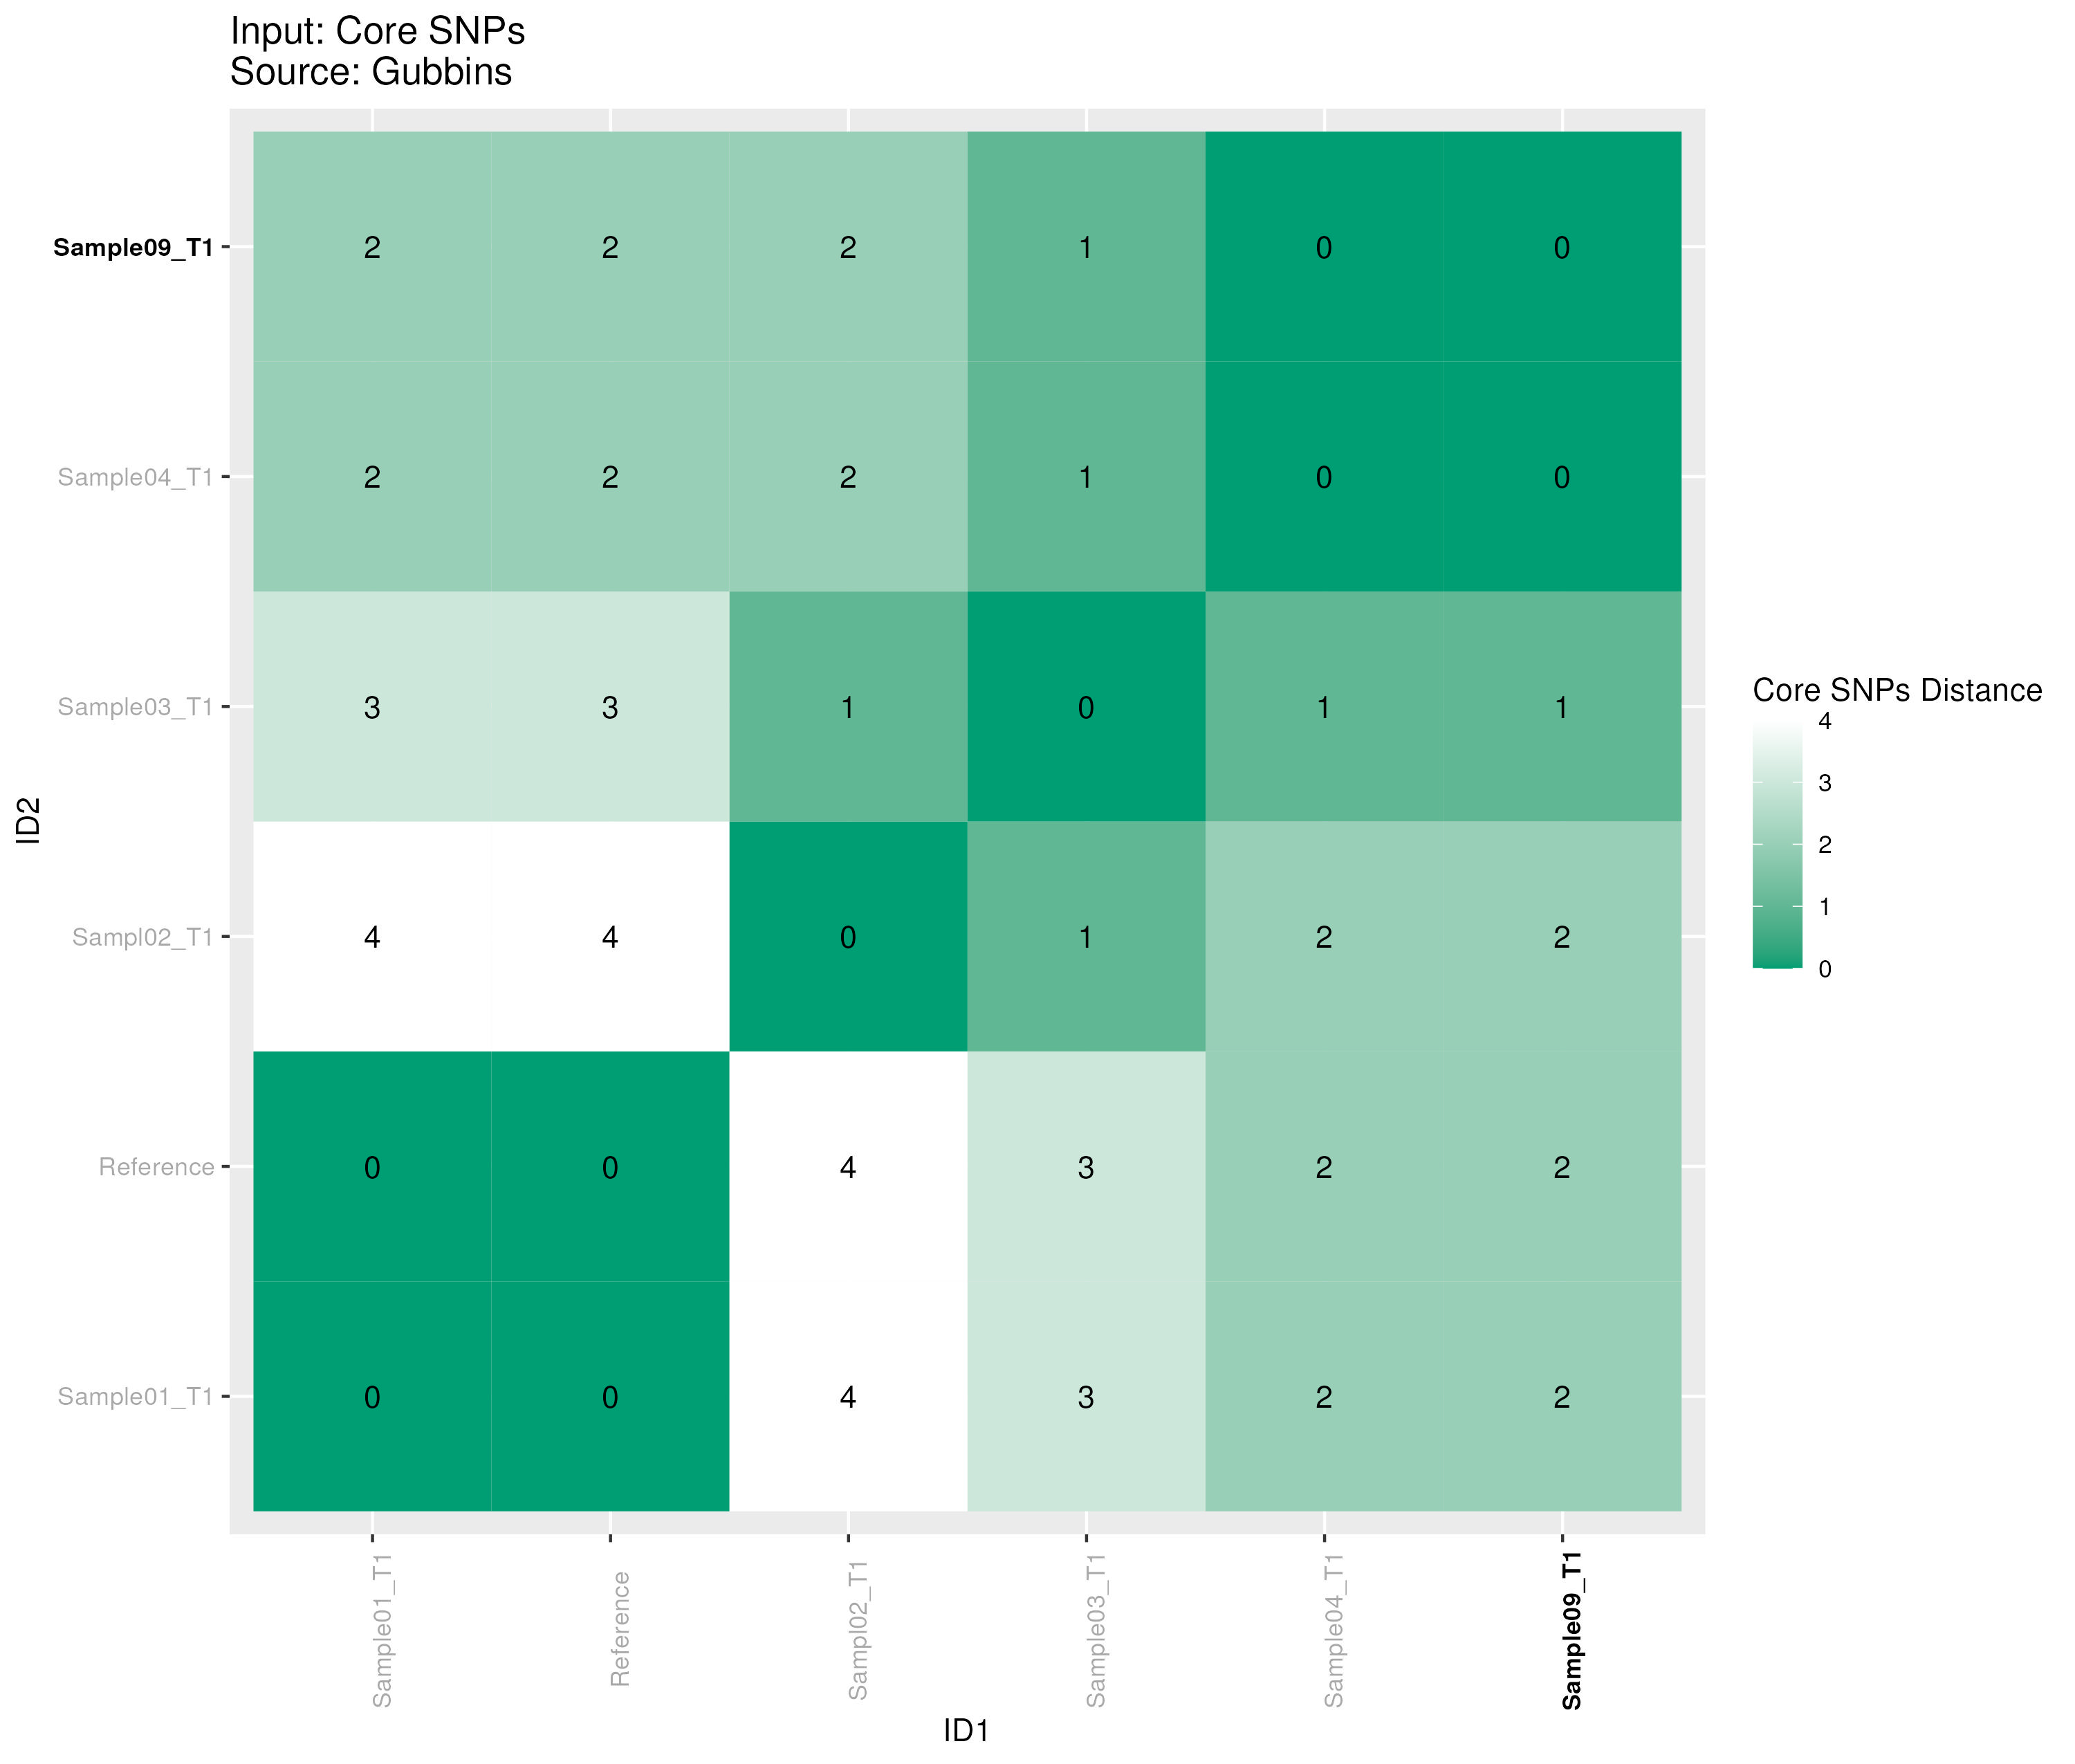 Input: Core SNPs
Source: Gubbins
Sample09_T1 2 2 2 1 0 0
Sample04_T1 2 2 2 1 0 0
Sample03_T1 3 3 1 0 1 1
Sampl02_T1 4 4 0 1 2 2
Reference 0 0 4 3 2 2
Sample01_T1 0 0 4 3 2 2
ID2
Sample01_T1 Reference Sampl02_T1 Sample03_T1 Sample04_T1 Sample09_T1
ID1
Core SNPs Distance
4
3
2
1
0